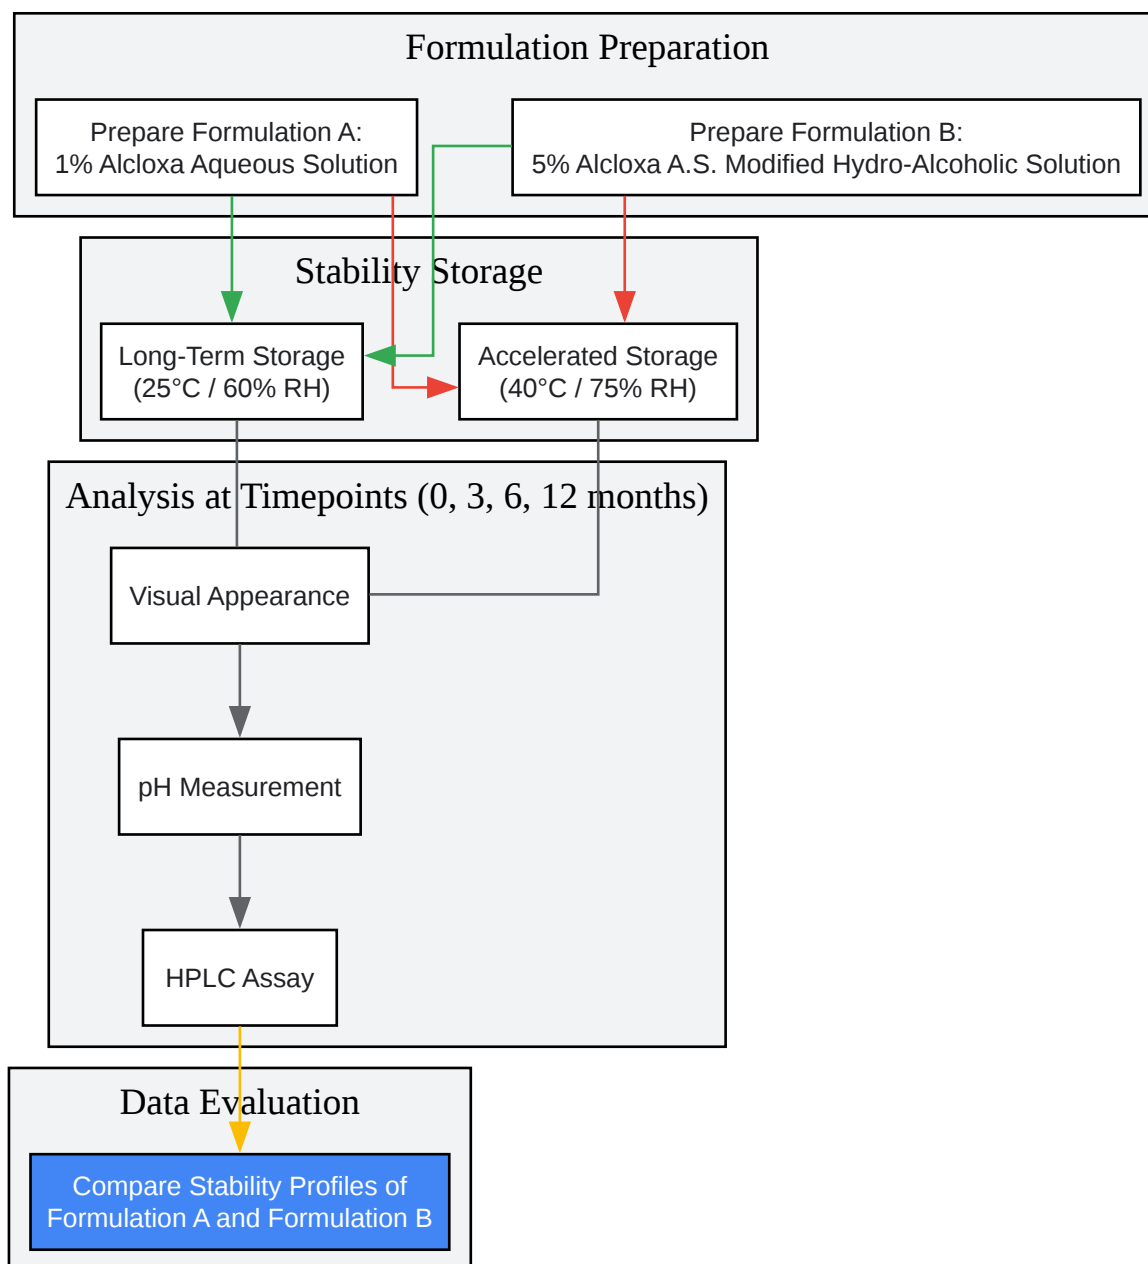 Formulation Preparation
Prepare Formulation A:
1% Alcloxa Aqueous Solution
Prepare Formulation B:
5% Alcloxa A.S. Modified Hydro-Alcoholic Solution
Stability Storage
Long-Term Storage
(25°C / 60% RH)
Accelerated Storage
(40°C / 75% RH)
Analysis at Timepoints (0, 3, 6, 12 months)
Visual Appearance
pH Measurement
HPLC Assay
Data Evaluation
Compare Stability Profiles of
Formulation A and Formulation B